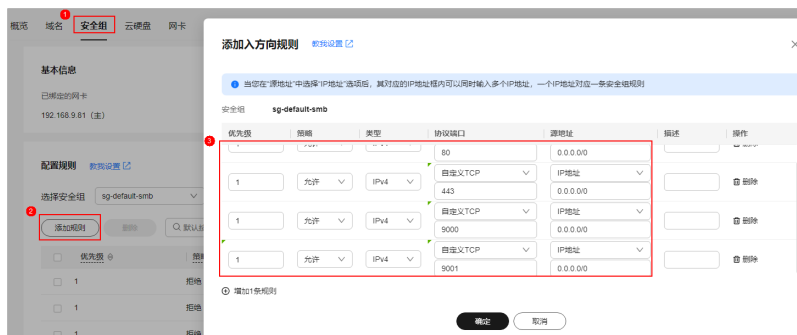 概览 域名 安全组 云硬盘 网卡
1
添加入方向规则 教我设置
基本信息
当您在"源地址"中选择"IP地址"选项后，其对应的IP地址框内可以同时输入多个IP地址，一个IP地址对应一条安全组规则
已绑定的网卡
安全组 sg-default-smb
192.168.9.81（主）
优先级 策略 类型 协议端口 源地址 描述 操作
3
80 0.0.0.0/0
配置规则 教我设置
自定义TCP IP地址
1 允许 IPv4 删除
443 0.0.0.0/0
选择安全组 sg-default-smb
2
自定义TCP IP地址
1 允许 IPv4 删除
9000 0.0.0.0/0
添加规则 删除
自定义TCP IP地址
1 允许 IPv4 删除
9001 0.0.0.0/0
优先级
1 拒绝
增加1条规则
1 拒绝
确定 取消
1